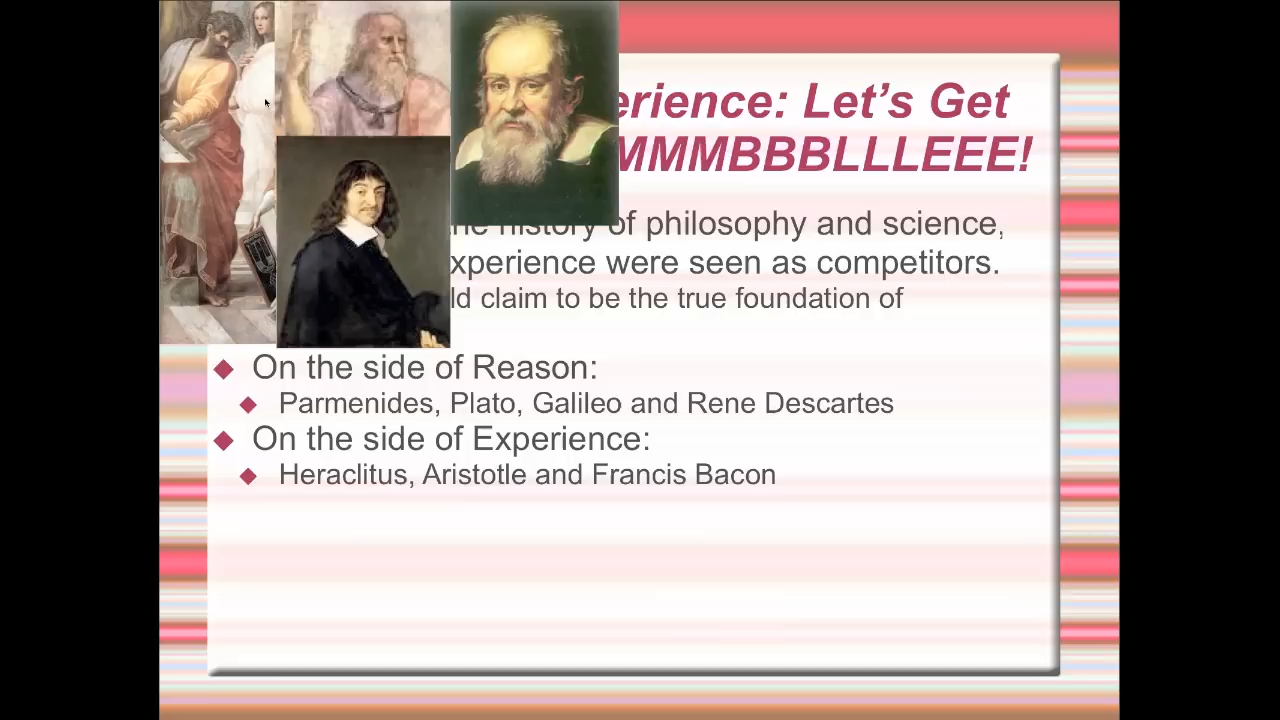 erience: Let's Get
MMMBBBLLLEEE!
history of philosophy and science,
xperience were seen as competitors.
ld claim to be the true foundation of
On the side of Reason:
Parmenides, Plato, Galileo and Rene Descartes
On the side of Experience:
Heraclitus, Aristotle and Francis Bacon